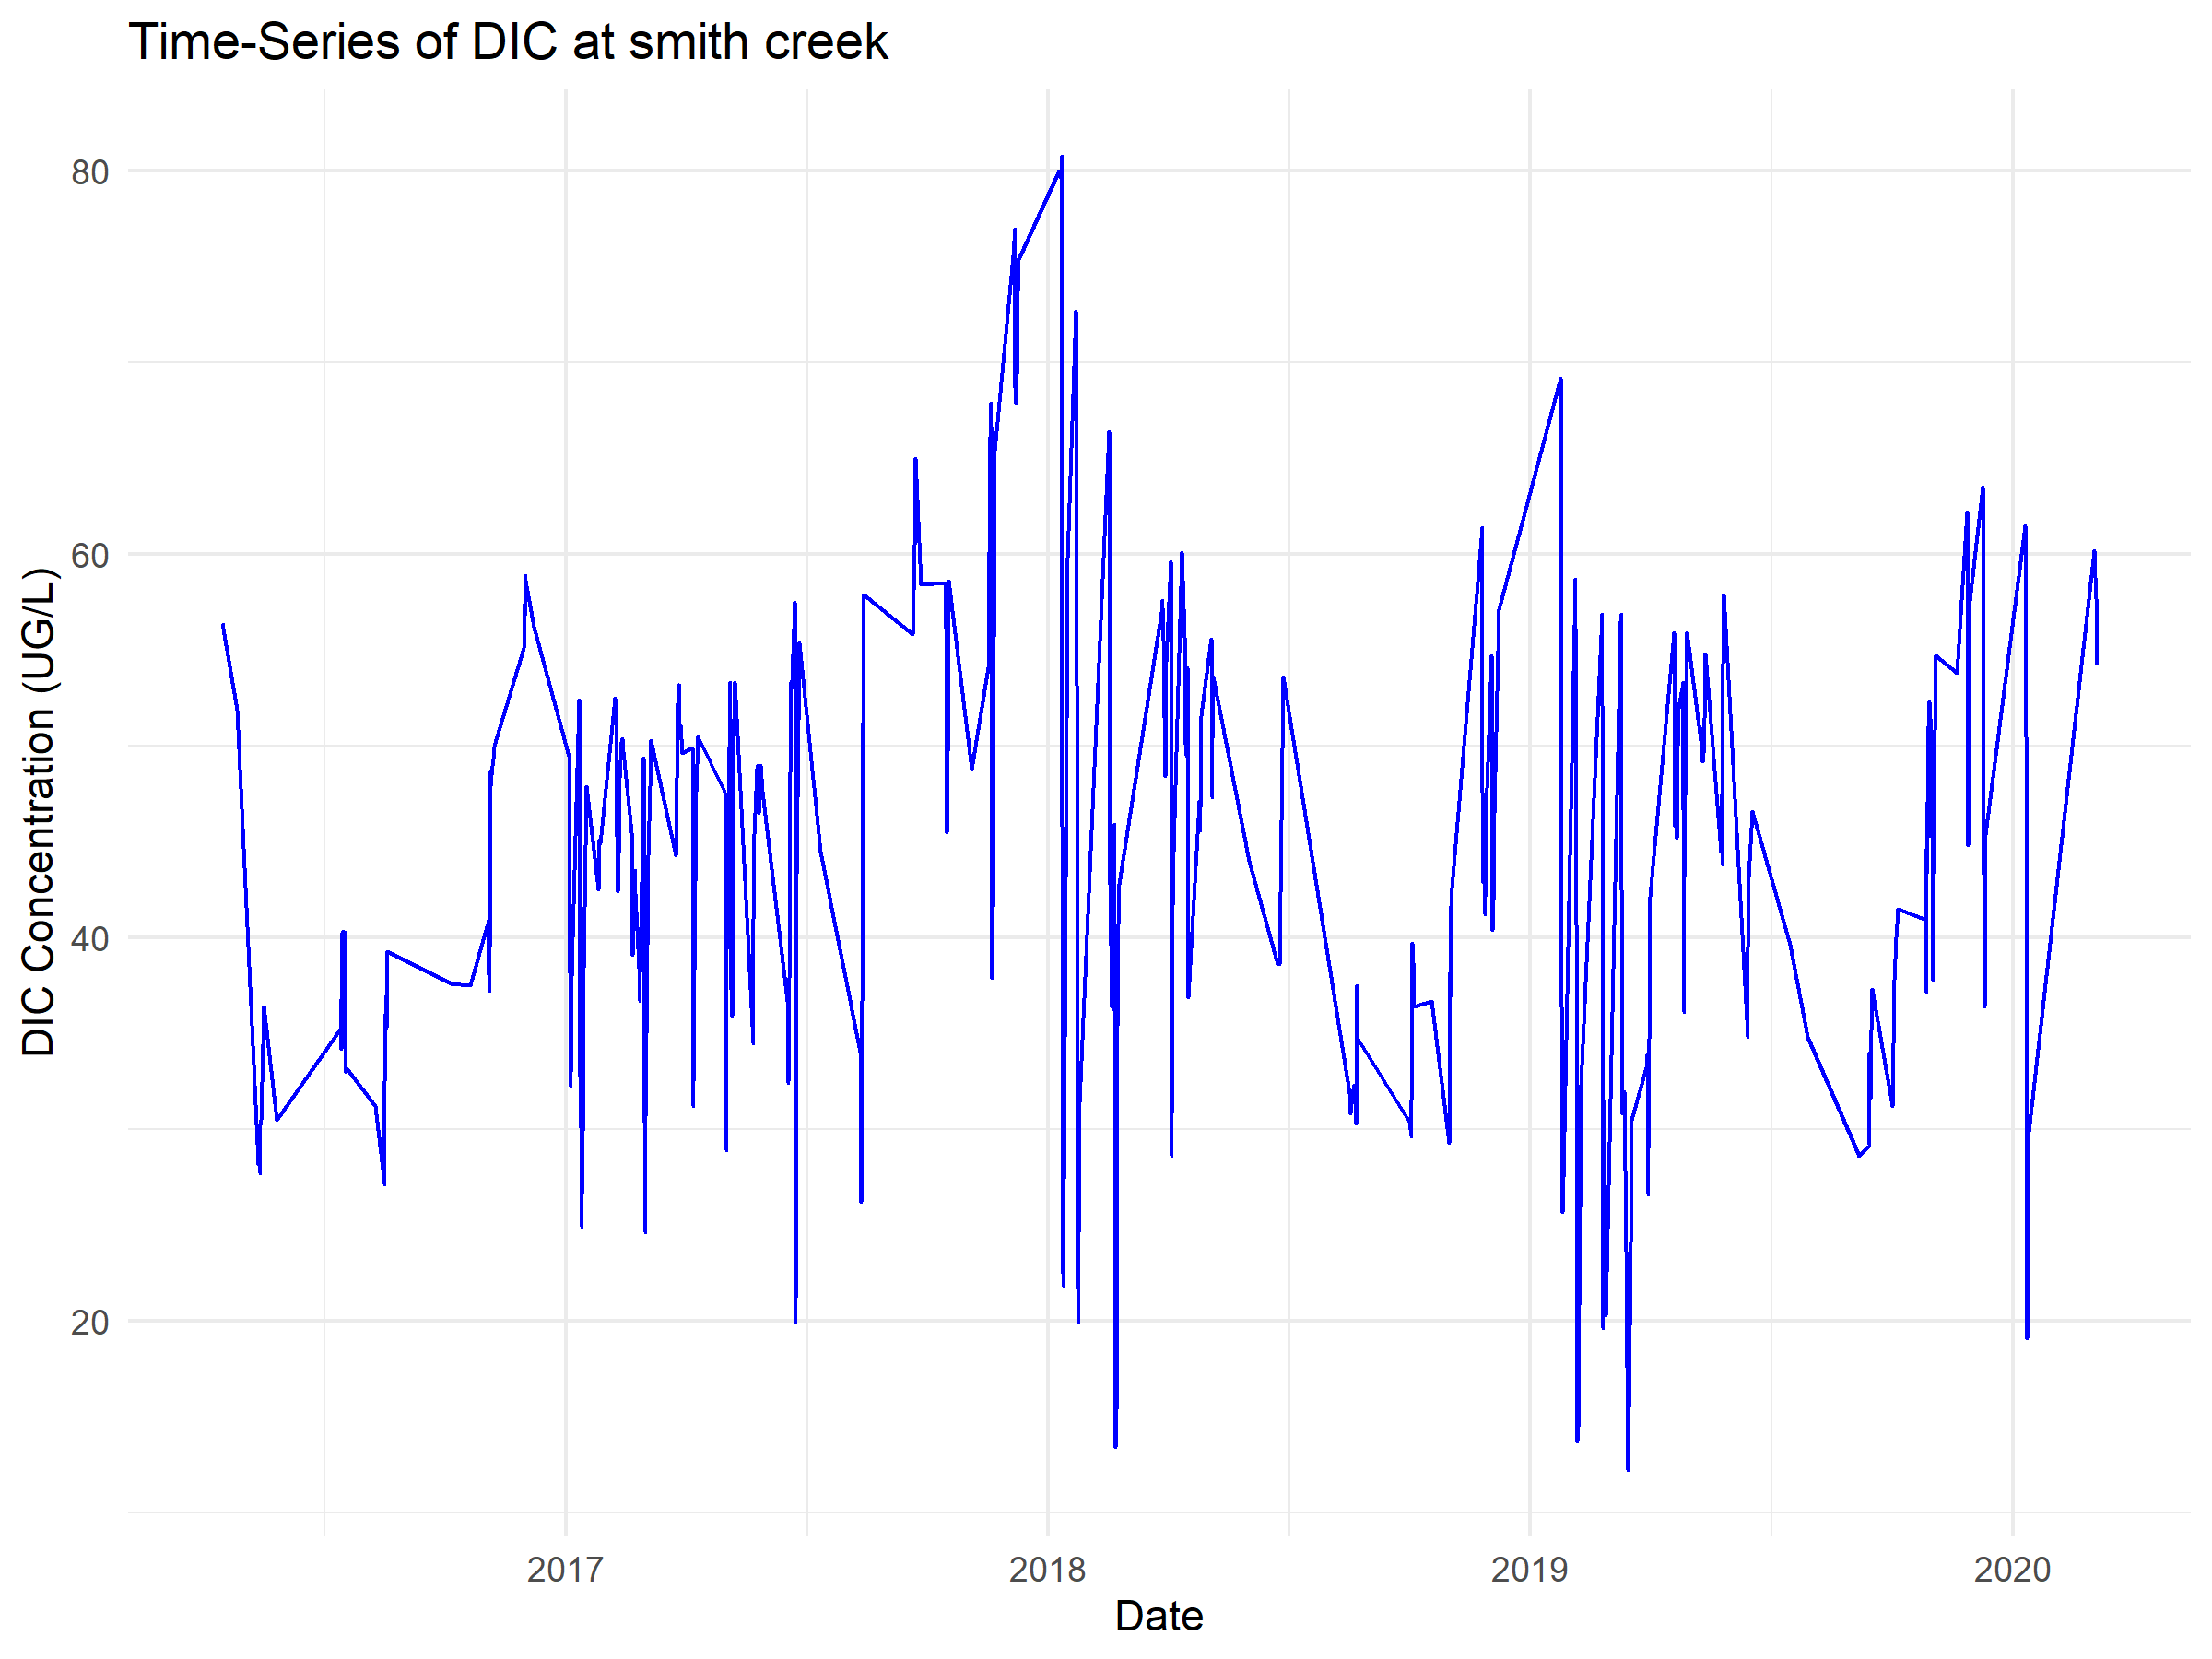 Time-Series of DIC at smith creek
DIC Concentration (UG/L)
80
60
40
20
2017
2018
2019
2020
Date